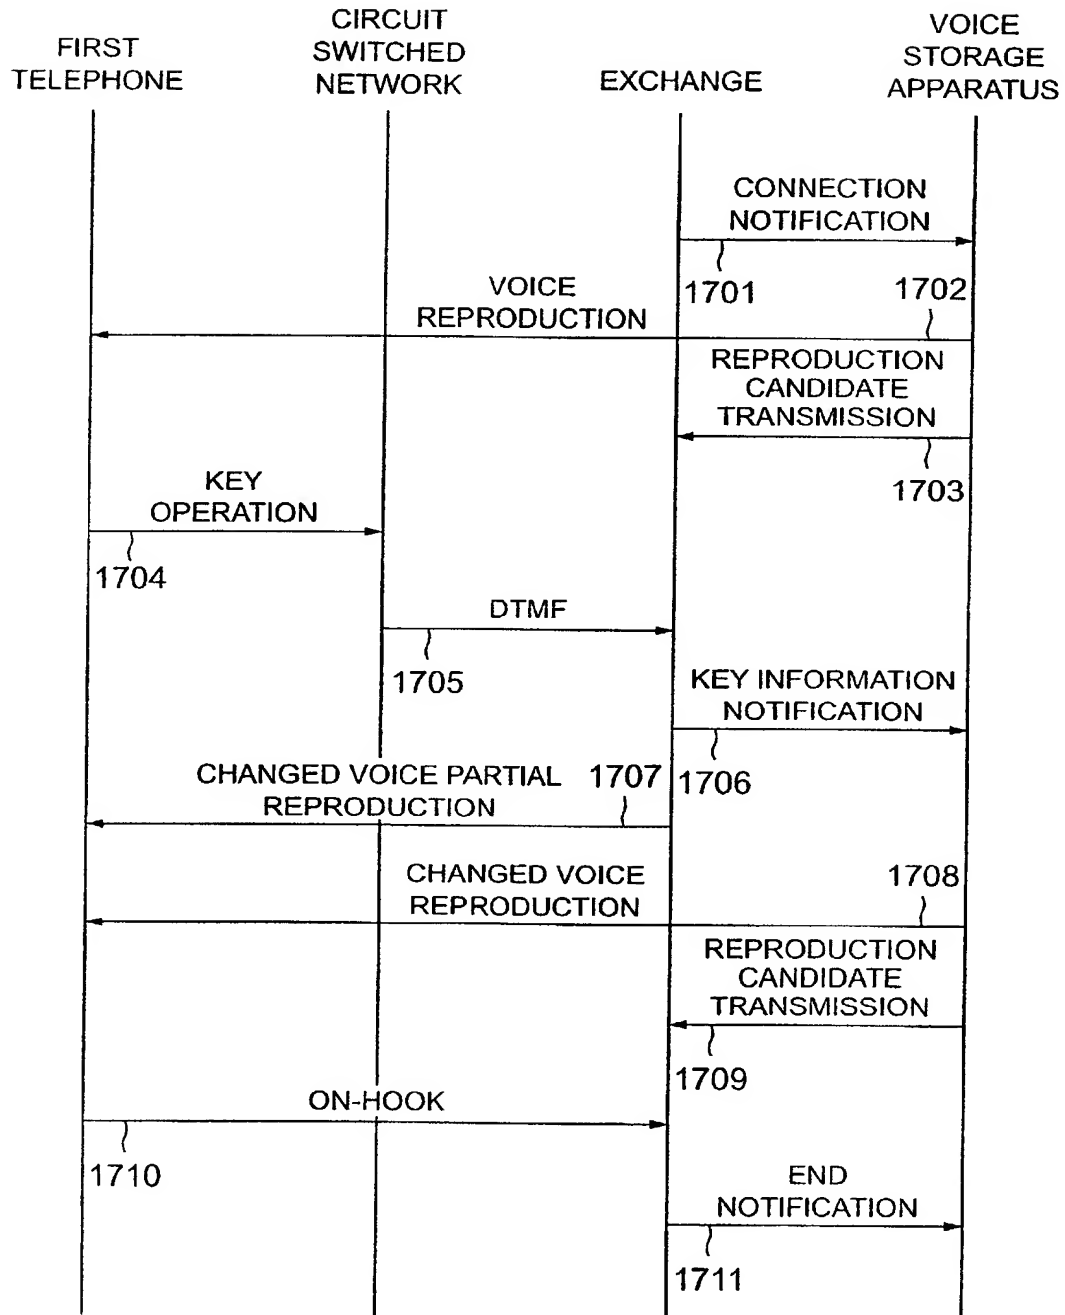 FIRST
TELEPHONE
CIRCUIT
SWITCHED
NETWORK
EXCHANGE
VOICE
STORAGE
APPARATUS
CONNECTION
NOTIFICATION
1701
1702
VOICE
REPRODUCTION
REPRODUCTION
CANDIDATE
TRANSMISSION
1703
KEY
OPERATION
1704
DTMF
1705
KEY INFORMATION
NOTIFICATION
1706
CHANGED VOICE PARTIAL
REPRODUCTION
1707
CHANGED VOICE
REPRODUCTION
1708
REPRODUCTION
CANDIDATE
TRANSMISSION
1709
ON-HOOK
1710
END
NOTIFICATION
1711